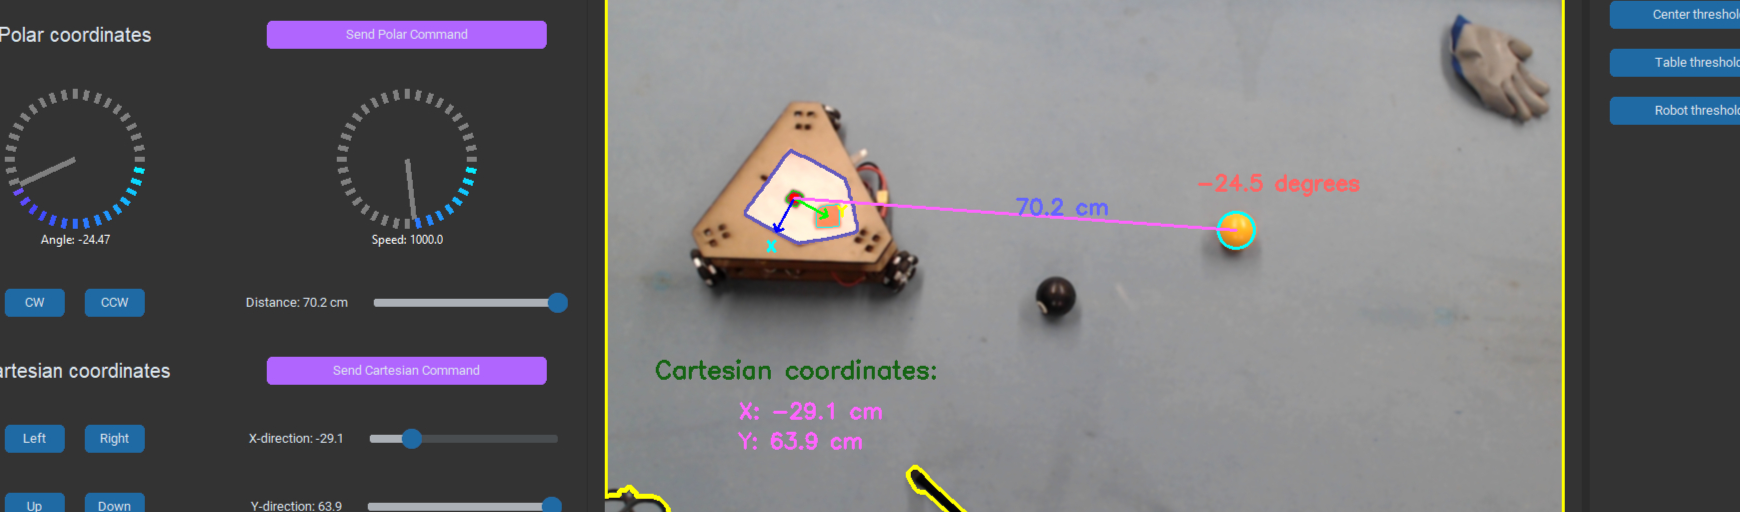 Polar coordinates
Send Polar Command
Angle: -24.47
Speed: 1000.0
CW
CCW
Distance: 70.2 cm
artesian coordinates
Send Cartesian Command
Left
Right
X-direction: -29.1
Up
Down
Y-direction: 63.9
-24.5 degrees
70.2 cm
Y
X
Cartesian coordinates:
X: -29.1 cm
Y: 63.9 cm
Center threshol
Table threshol
Robot threshol